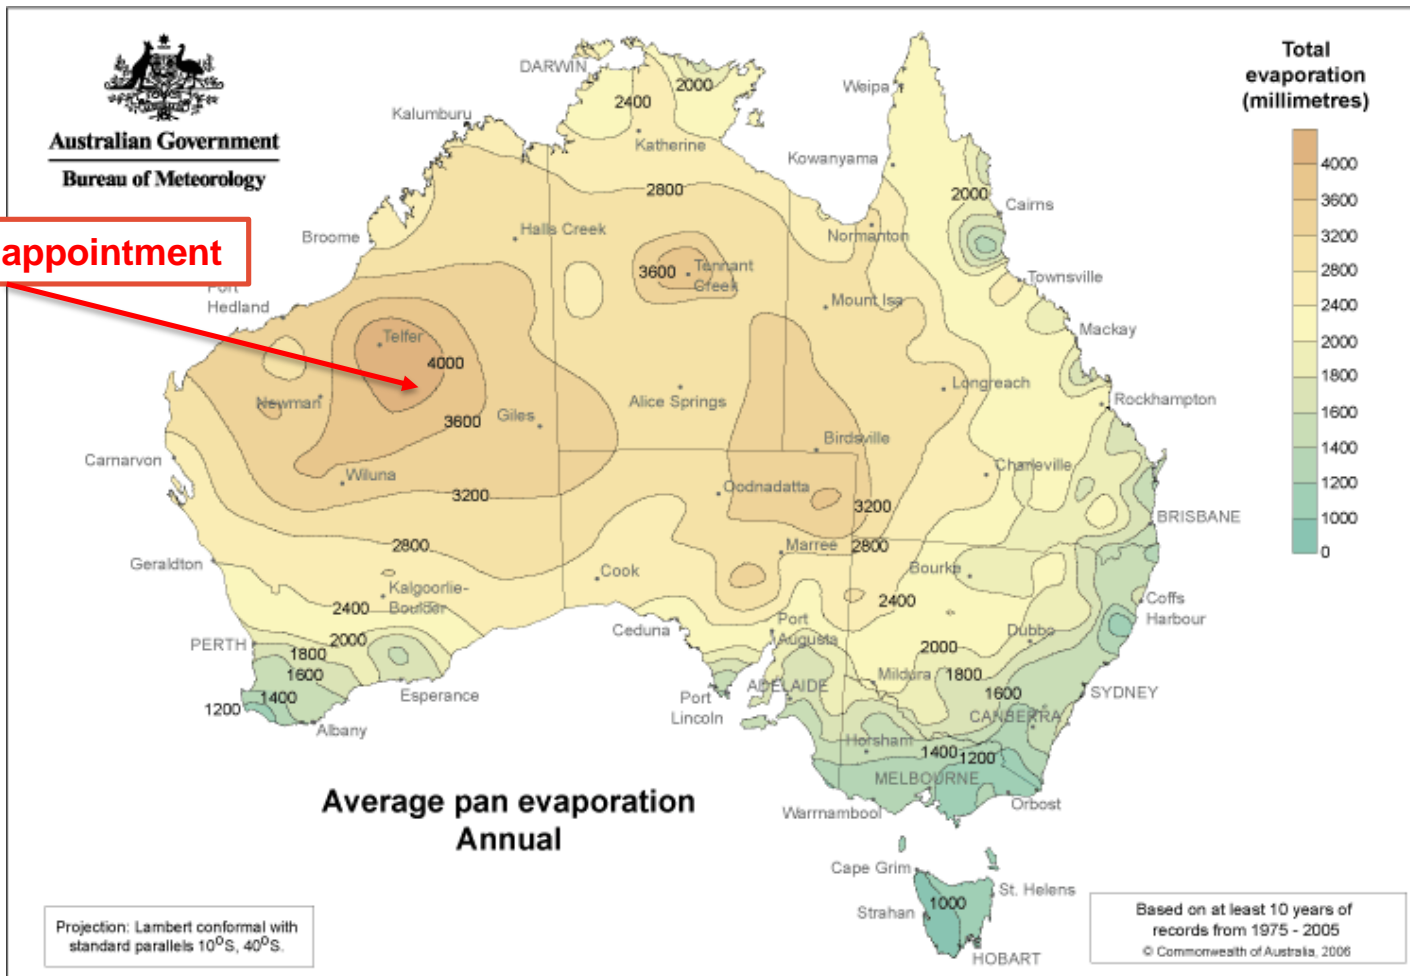 Australian Government
Bureau of Meteorology
Total
evaporation
(millimetres)
4000
3600
3200
2800
2400
2000
1800
1600
1400
1200
1000
0
DARWIN
2000
2400
Weipa
Kalumburu
Katherine
Kowanyama
2800
2000
Cairns
Broome
Halls Creek
Normanton
appointment
3600
Tennant
Creek
Townsville
Port
Hedland
Mount Isa
Mackay
Telfer
4000
Newman
Alice Springs
Longreach
Rockhampton
Giles
3600
Birdsville
Carnarvon
Wiluna
Charleville
3200
Oodnadatta
3200
BRISBANE
2800
Marree
2800
Geraldton
Cook
Bourke
Kalgoorlie-
Boulder
2400
2400
Coffs
Harbour
Ceduna
Port
Augusta
PERTH
2000
Dubbo
2000
1800
1600
Mildura
1800
Esperance
ADELAIDE
1600
SYDNEY
1400
1200
Port
Lincoln
CANBERRA
Albany
Horsham
1400
1200
MELBOURNE
Orbost
Warrnambool
Average pan evaporation
Annual
Cape Grim
St. Helens
1000
Strahan
HOBART
Projection: Lambert conformal with
standard parallels 10⁰S, 40⁰S.
Based on at least 10 years of
records from 1975 - 2005
© Commonwealth of Australia, 2006